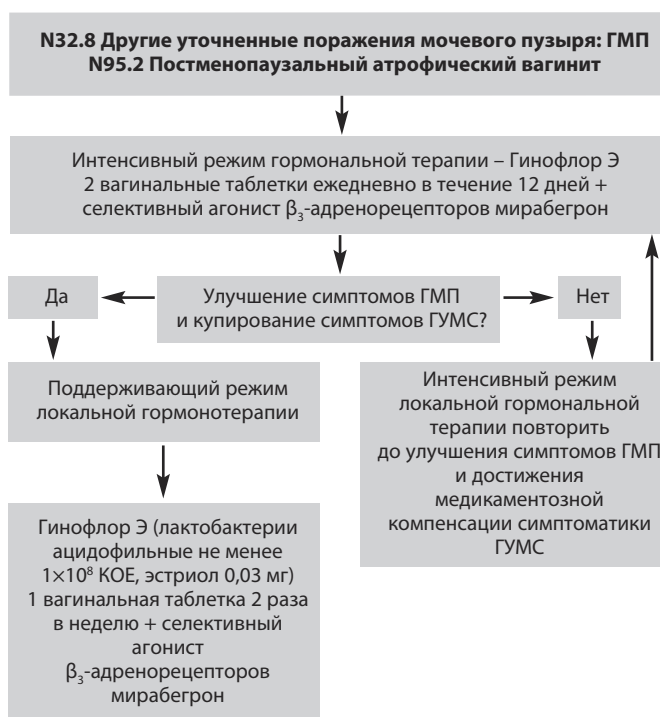 N32.8 Другие уточненные поражения мочевого пузыря: ГМП
N95.2 Постменопаузальный атрофический вагинит
Интенсивный режим гормональной терапии – Гинофлор Э
2 вагинальные таблетки ежедневно в течение 12 дней +
селективный агонист β₃-адренорецепторов мирабегрон
Да
Улучшение симптомов ГМП
и купирование симптомов ГУМС?
Нет
Поддерживающий режим
локальной гормонотерапии
Интенсивный режим
локальной гормональной
терапии повторить
до улучшения симптомов ГМП
и достижения
медикаментозной
компенсации симптоматики
ГУМС
Гинофлор Э (лактобактерии
ацидофильные не менее
1×10⁸ КОЕ, эстриол 0,03 мг)
1 вагинальная таблетка 2 раза
в неделю + селективный
агонист
β₃-адренорецепторов
мирабегрон